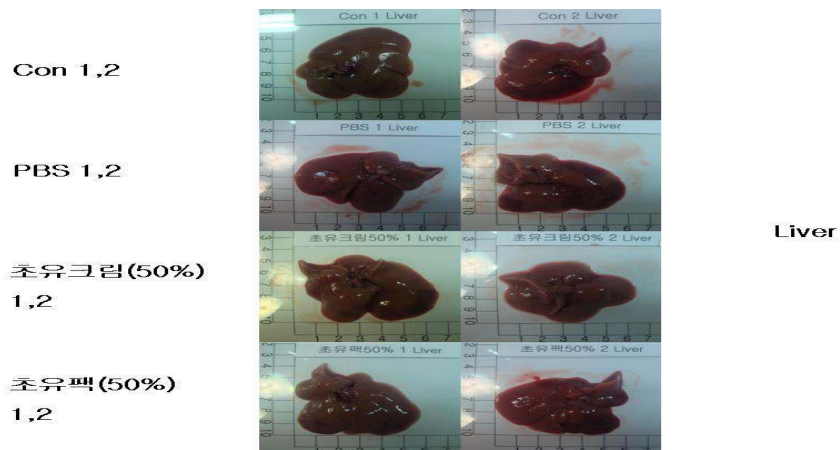 Con 1 Liver
Con 2 Liver
Con 1,2
PBS 1 Liver
PBS 2 Liver
PBS 1,2
Liver
초유크림50% 1 Liver
초유크림50% 2 Liver
초유크림(50%)
1,2
초유팩50% 1 Liver
초유팩50% 2 Liver
초유팩(50%)
1,2